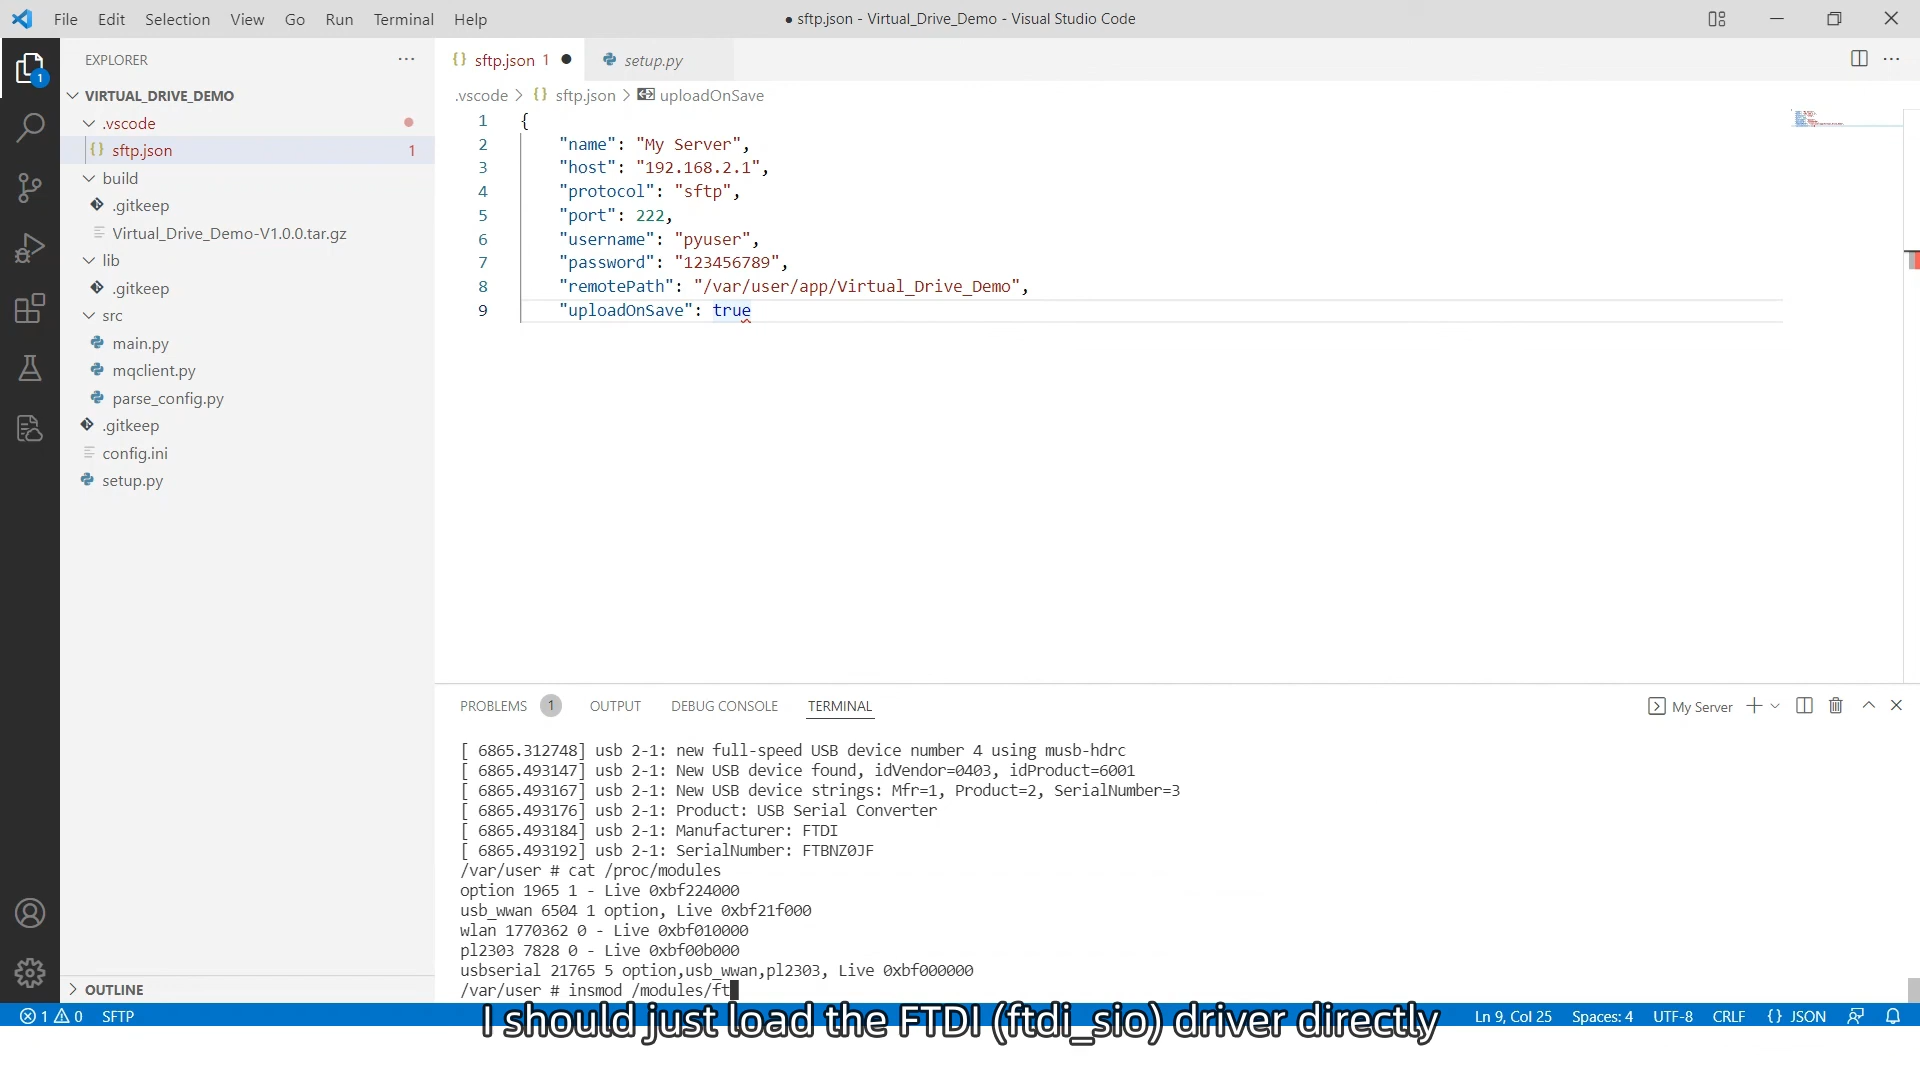 File Edit Selection View Go Run Terminal Help
● sftp.json - Virtual_Drive_Demo - Visual Studio Code
EXPLORER
1
VIRTUAL_DRIVE_DEMO
.vscode
{} sftp.json 1
build
.gitkeep
Virtual_Drive_Demo-V1.0.0.tar.gz
lib
.gitkeep
src
main.py
mqclient.py
parse_config.py
.gitkeep
config.ini
setup.py
OUTLINE
{} sftp.json 1 ●
setup.py
.vscode > {} sftp.json > uploadOnSave
1 {
2 "name": "My Server",
3 "host": "192.168.2.1",
4 "protocol": "sftp",
5 "port": 222,
6 "username": "pyuser",
7 "password": "123456789",
8 "remotePath": "/var/user/app/Virtual_Drive_Demo",
9 "uploadOnSave": true
PROBLEMS 1 OUTPUT DEBUG CONSOLE TERMINAL
My Server
[ 6865.312748] usb 2-1: new full-speed USB device number 4 using musb-hdrc
[ 6865.493147] usb 2-1: New USB device found, idVendor=0403, idProduct=6001
[ 6865.493167] usb 2-1: New USB device strings: Mfr=1, Product=2, SerialNumber=3
[ 6865.493176] usb 2-1: Product: USB Serial Converter
[ 6865.493184] usb 2-1: Manufacturer: FTDI
[ 6865.493192] usb 2-1: SerialNumber: FTBNZ0JF
/var/user # cat /proc/modules
option 1965 1 - Live 0xbf224000
usb_wwan 6504 1 option, Live 0xbf21f000
wlan 1770362 0 - Live 0xbf010000
pl2303 7828 0 - Live 0xbf00b000
usbserial 21765 5 option,usb_wwan,pl2303, Live 0xbf000000
/var/user # insmod /modules/ft
1 0 SFTP
Ln 9, Col 25 Spaces: 4 UTF-8 CRLF {} JSON
I should just load the FTDI (ftdi_sio) driver directly